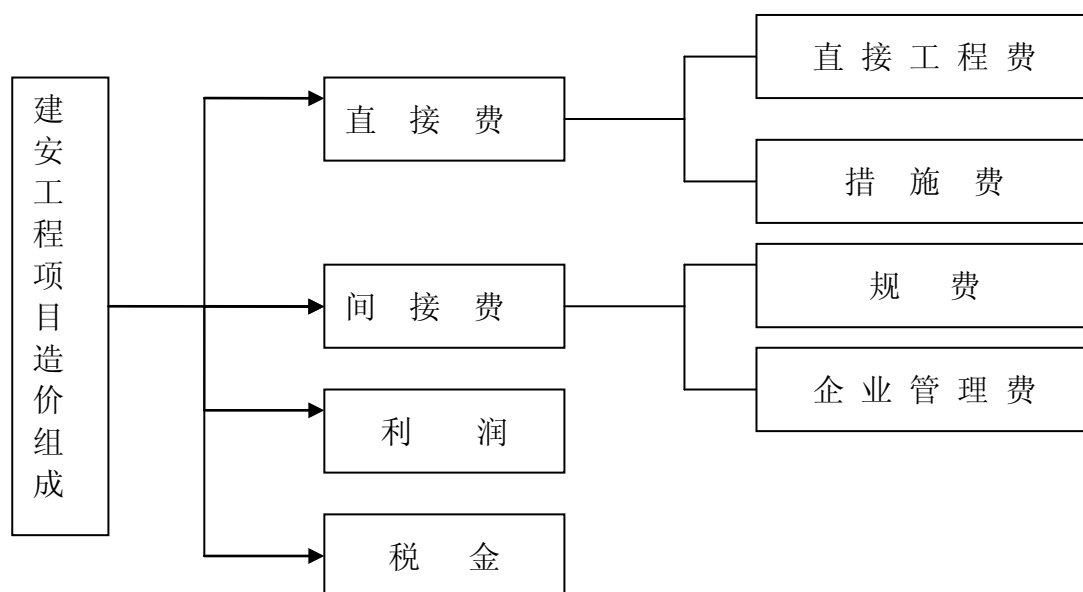 建安工程项目造价组成
直接费
直接工程费
措施费
间接费
规费
企业管理费
利润
税金